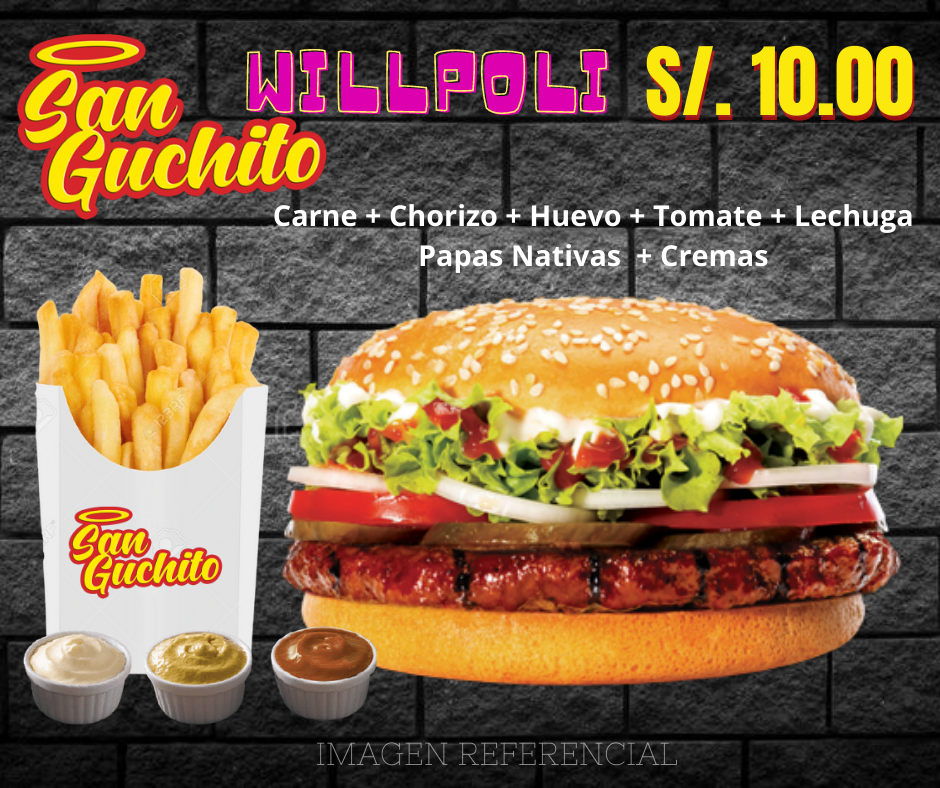 San
Guchito
WILLPOLI S/. 10.00
Carne + Chorizo + Huevo + Tomate + Lechuga
Papas Nativas + Cremas
San
Guchito
IMAGEN REFERENCIAL